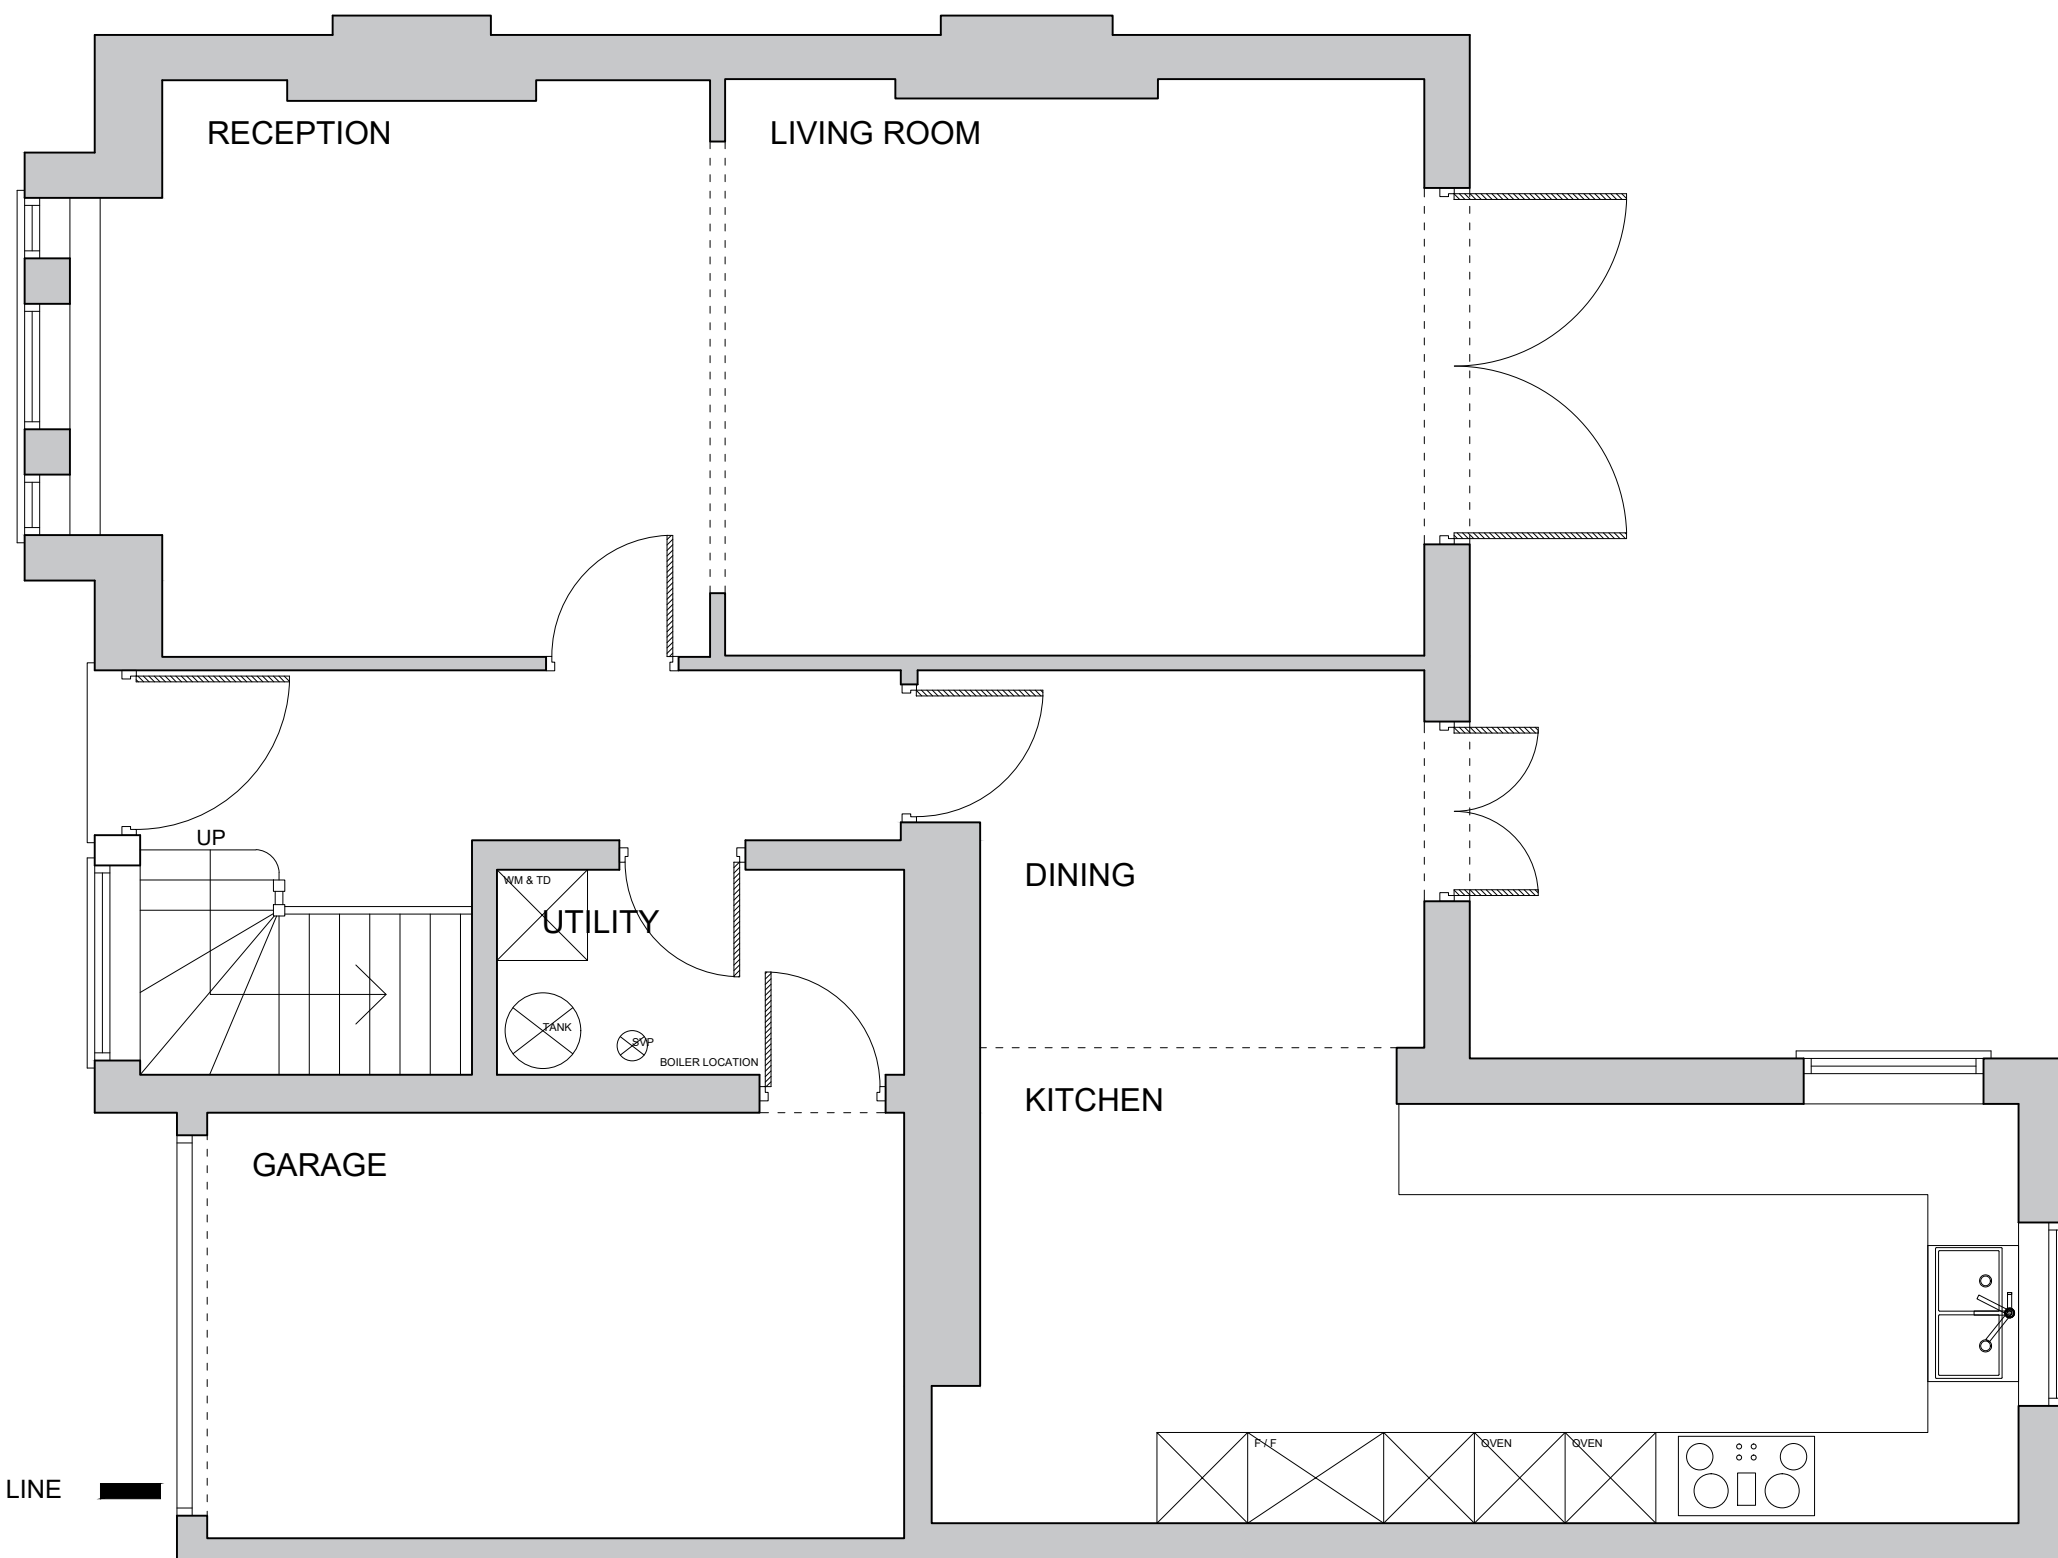 RECEPTION
LIVING ROOM
UP
DINING
WM & TD
UTILITY
TANK
SVP
BOILER LOCATION
KITCHEN
GARAGE
F / F
OVEN
OVEN
LINE